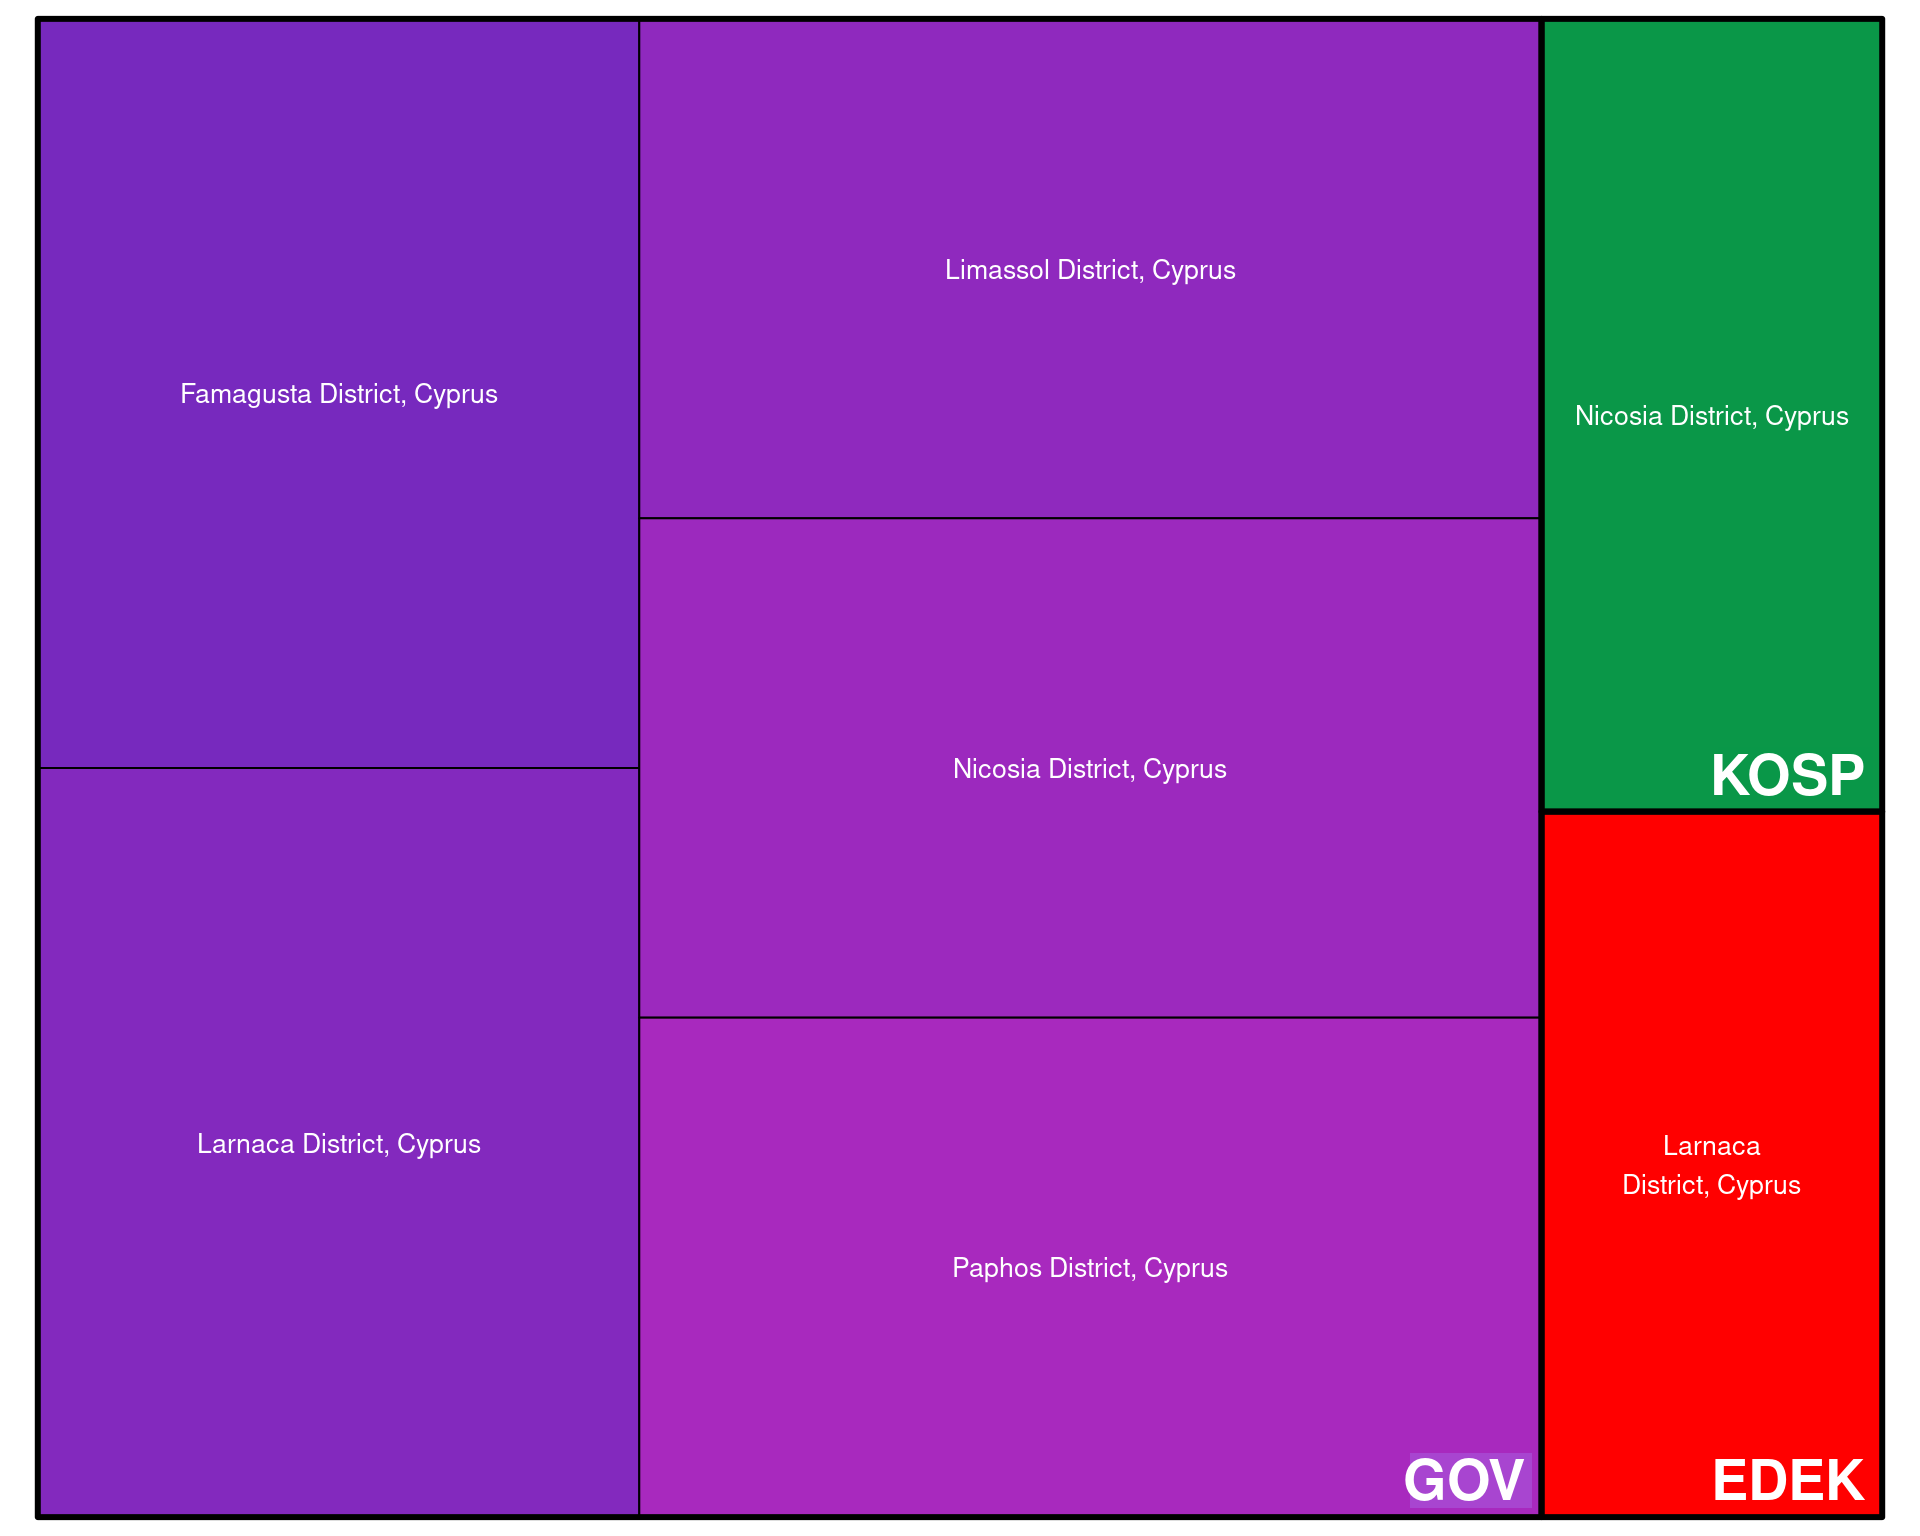 Famagusta District, Cyprus
Larnaca District, Cyprus
Limassol District, Cyprus
Nicosia District, Cyprus
Paphos District, Cyprus
GOV
Nicosia District, Cyprus
KOSP
Larnaca
District, Cyprus
EDEK